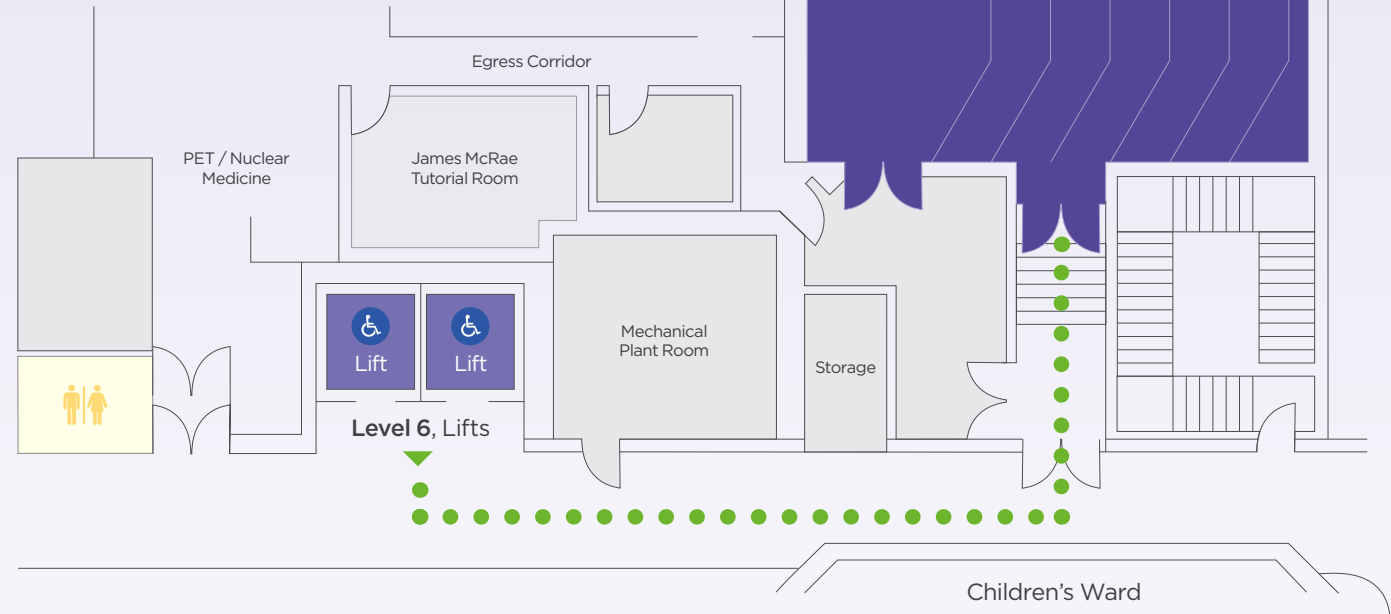 Egress Corridor
PET / Nuclear
Medicine
James McRae
Tutorial Room
Mechanical
Plant Room
Storage
Lift
Lift
Level 6, Lifts
Children’s Ward